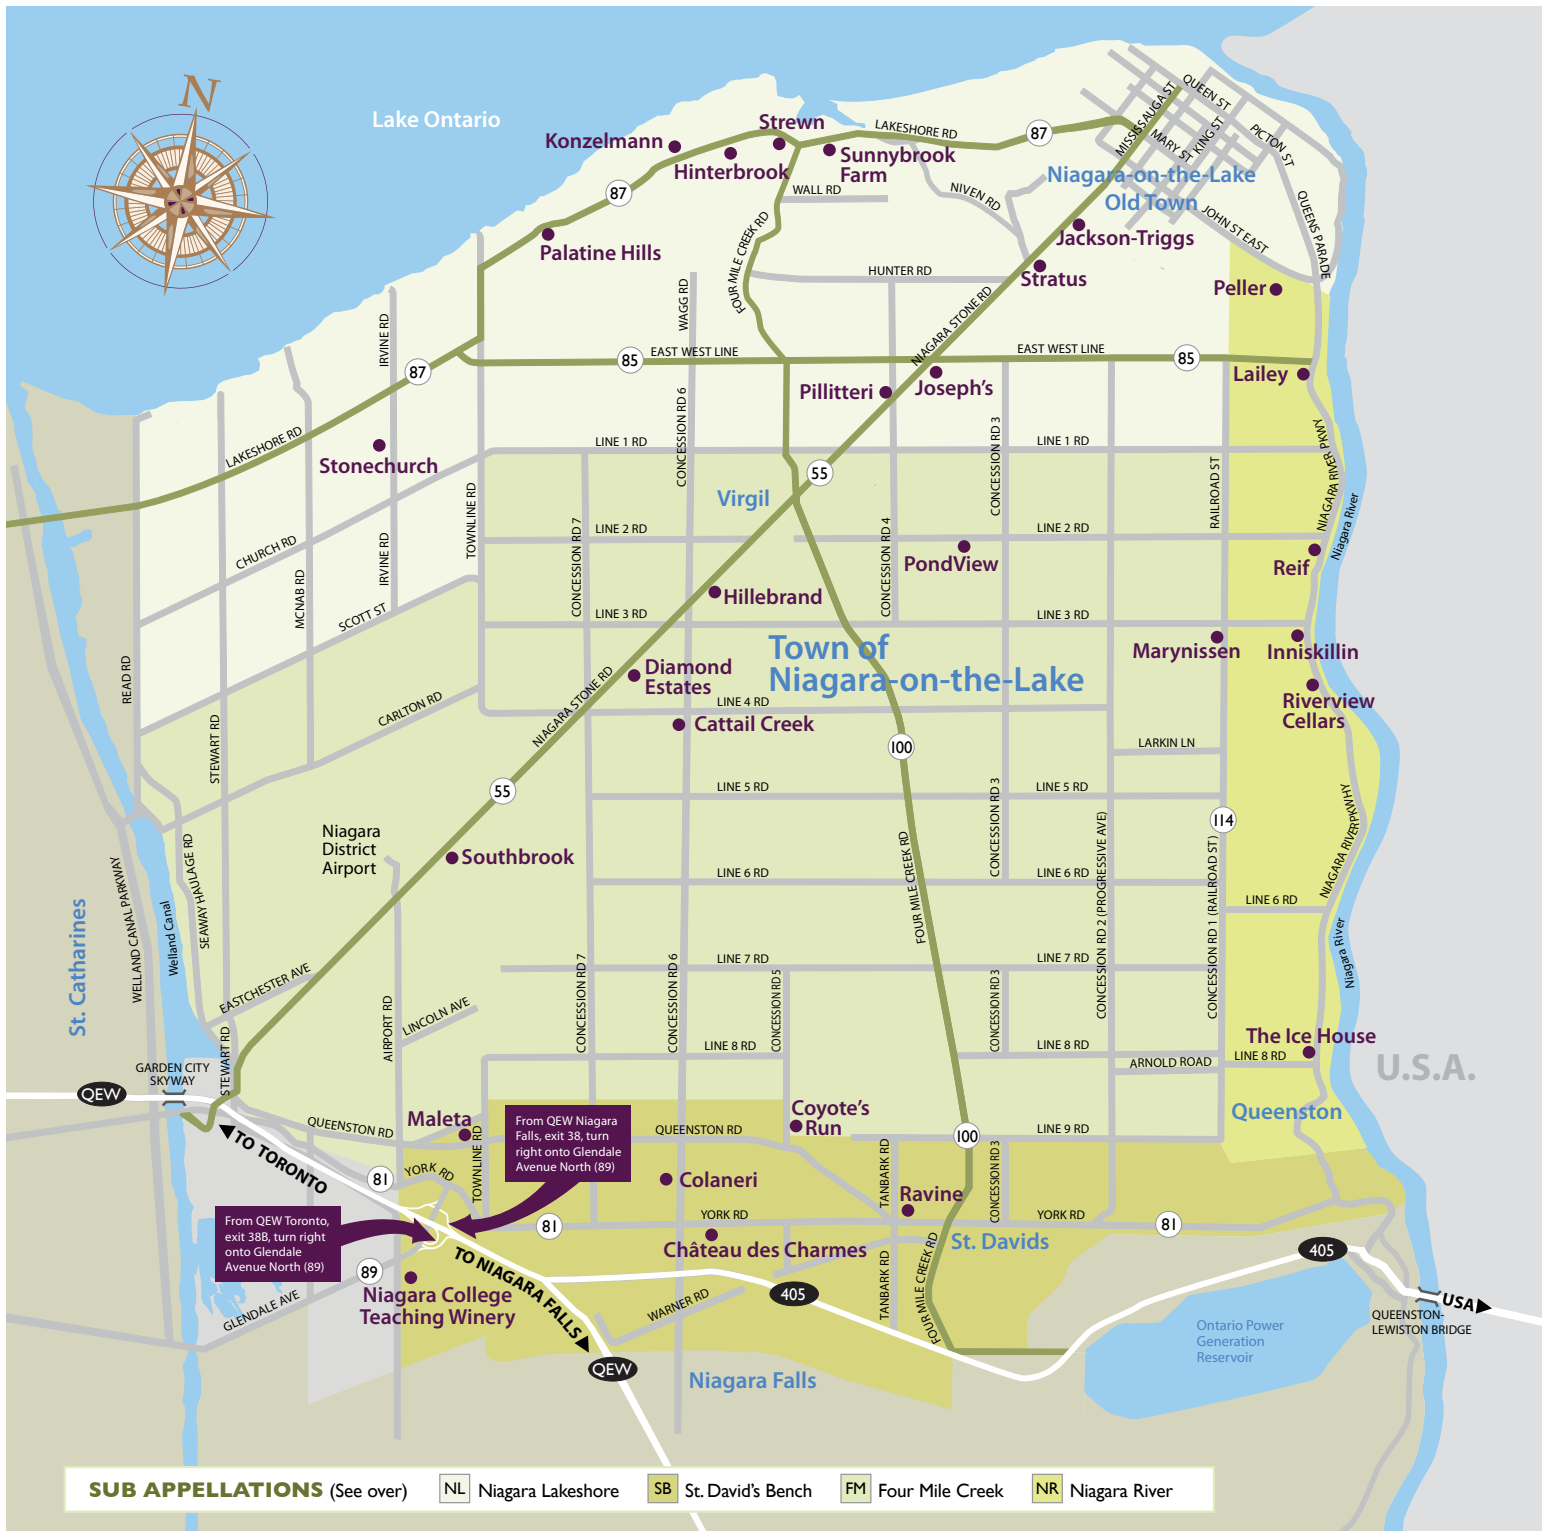 N
Lake Ontario
Konzelmann
Hinterbrook
Strewn
Sunnybrook
Farm
LAKESHORE RD
87
MISSISSAUGA ST
QUEEN ST
MARY ST
KING ST
PICTON ST
Niagara-on-the-Lake
Old Town
JOHN ST EAST
QUEENS PARADE
87
WALL RD
NIVEN RD
Palatine Hills
FOUR MILE CREEK RD
Jackson-Triggs
Stratus
HUNTER RD
Peller
WAGG RD
NIAGARA STONE RD
IRVINE RD
87
85
EAST WEST LINE
EAST WEST LINE
85
Lailey
Pillitteri
Joseph's
CONCESSION RD 6
CONCESSION RD 3
LAKESHORE RD
Stonechurch
LINE 1 RD
LINE 1 RD
NIAGARA RIVER PKWY
55
Virgil
RAILROAD ST
Niagara River
TOWNLINE RD
CHURCH RD
IRVINE RD
MCNAB RD
SCOTT ST
CONCESSION RD 7
LINE 2 RD
CONCESSION RD 4
LINE 2 RD
PondView
Reif
Hillebrand
LINE 3 RD
LINE 3 RD
Town of
Niagara-on-the-Lake
Marynissen
Inniskillin
READ RD
Diamond
Estates
Riverview
Cellars
CARLTON RD
NIAGARA STONE RD
LINE 4 RD
Cattail Creek
STEWART RD
100
LARKIN LN
55
LINE 5 RD
CONCESSION RD 3
LINE 5 RD
114
NIAGARA RIVERPKWHY
Niagara
District
Airport
Southbrook
WELLAND CANAL PARKWAY
SEAWAY HAULAGE RD
LINE 6 RD
FOUR MILE CREEK RD
LINE 6 RD
CONCESSION RD 2 (PROGRESSIVE AVE)
CONCESSION RD 1 (RAILROAD ST)
LINE 6 RD
St. Catharines
Welland Canal
Niagara River
EASTCHESTER AVE
LINE 7 RD
LINE 7 RD
CONCESSION RD 7
CONCESSION RD 6
CONCESSION RD 5
CONCESSION RD 3
AIRPORT RD
LINCOLN AVE
STEWART RD
LINE 8 RD
LINE 8 RD
ARNOLD ROAD
The Ice House
LINE 8 RD
U.S.A.
GARDEN CITY
SKYWAY
QEW
TO TORONTO
QUEENSTON RD
Maleta
From QEW Niagara
Falls, exit 38, turn
right onto Glendale
Avenue North (89)
QUEENSTON RD
Coyote's
Run
100
LINE 9 RD
Queenston
81
YORK RD
TOWNLINE RD
Colaneri
TANBARK RD
CONCESSION RD 3
Ravine
From QEW Toronto,
exit 38B, turn right
onto Glendale
Avenue North (89)
81
YORK RD
YORK RD
81
Château des Charmes
St. Davids
405
89
TO NIAGARA FALLS
Niagara College
Teaching Winery
GLENDALE AVE
WARNER RD
405
TANBARK RD
FOUR MILE CREEK RD
USA
QUEENSTON-
LEWISTON BRIDGE
Ontario Power
Generation
Reservoir
QEW
Niagara Falls
SUB APPELLATIONS (See over)
NL Niagara Lakeshore
SB St. David's Bench
FM Four Mile Creek
NR Niagara River